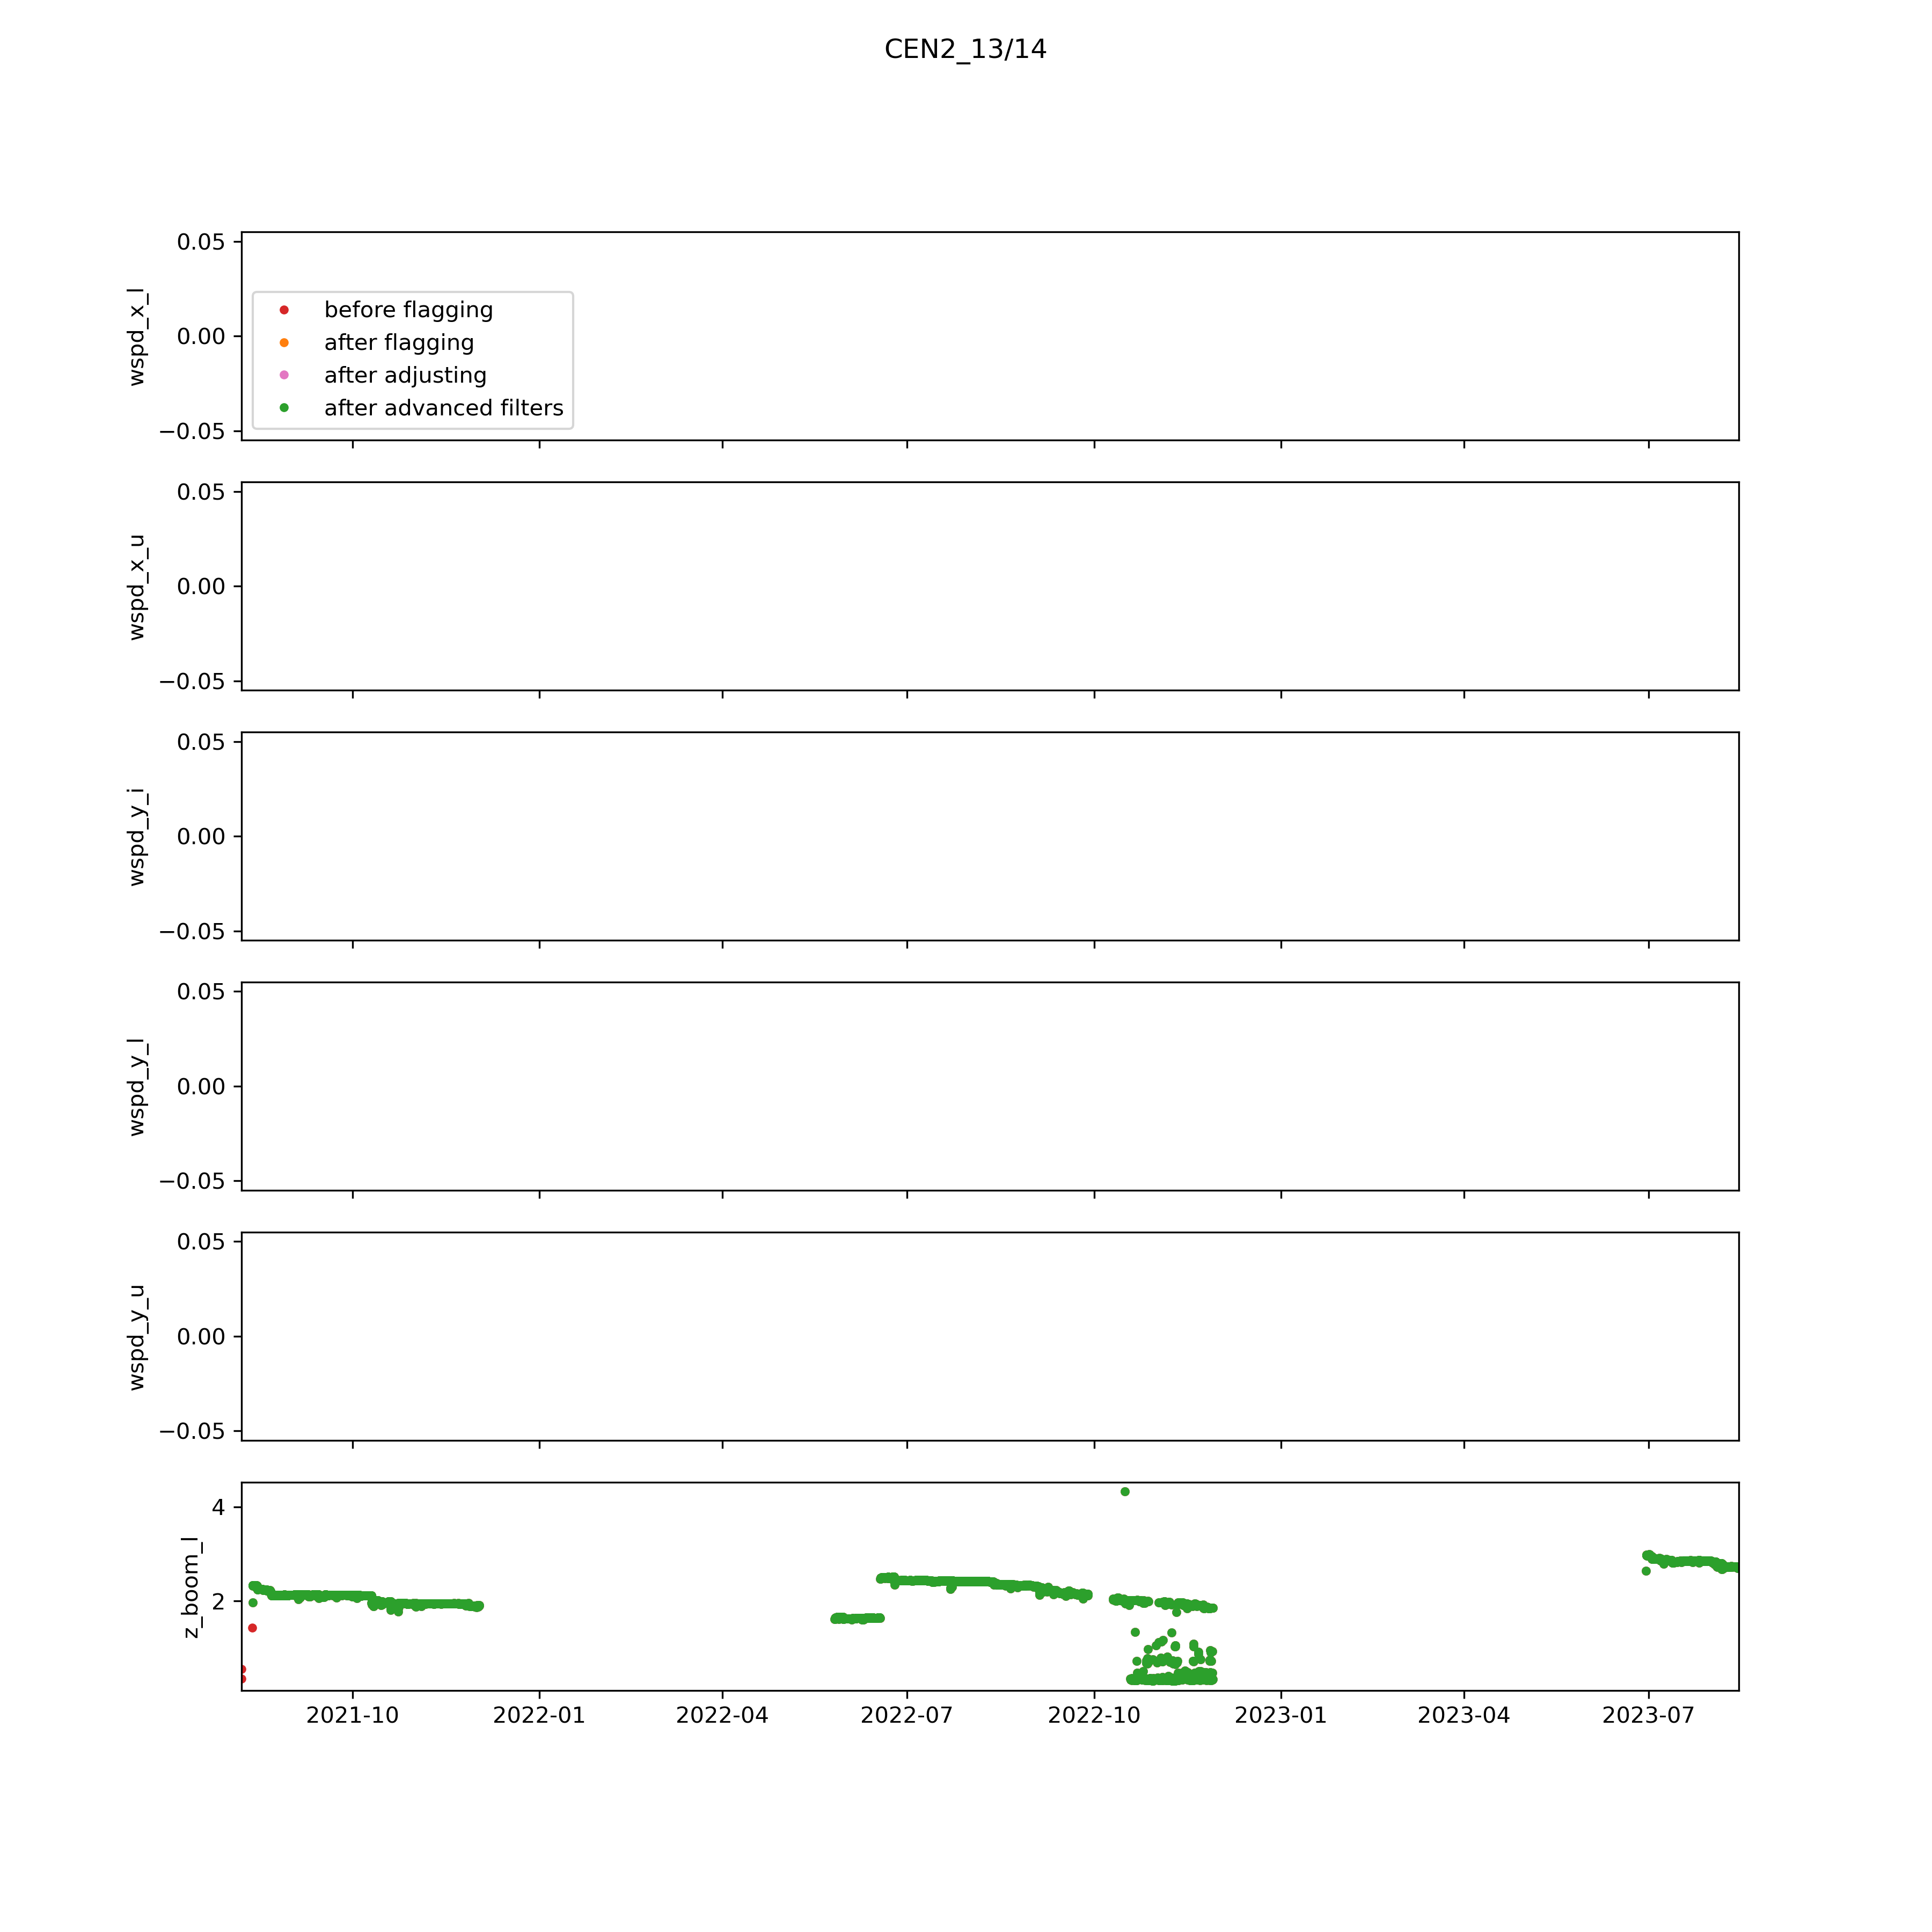 CEN2_13/14
0.05
0.00
−0.05
wspd_x_l
before flagging
after flagging
after adjusting
after advanced filters
0.05
0.00
−0.05
wspd_x_u
0.05
0.00
−0.05
wspd_y_i
0.05
0.00
−0.05
wspd_y_l
0.05
0.00
−0.05
wspd_y_u
4
2
z_boom_l
2021-10 2022-01 2022-04 2022-07 2022-10 2023-01 2023-04 2023-07